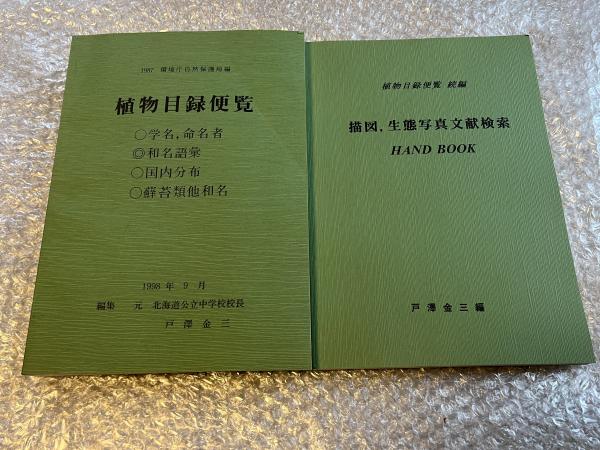 1987 環境庁自然保護局編
植物目録便覧
○学名，命名者
◎和名語彙
○国内分布
○蘚苔類他和名
1998 年 9 月
編集 元 北海道公立中学校校長
戸澤金三
植物目録便覧 続編
描図，生態写真文献検索
HAND BOOK
戸澤金三編